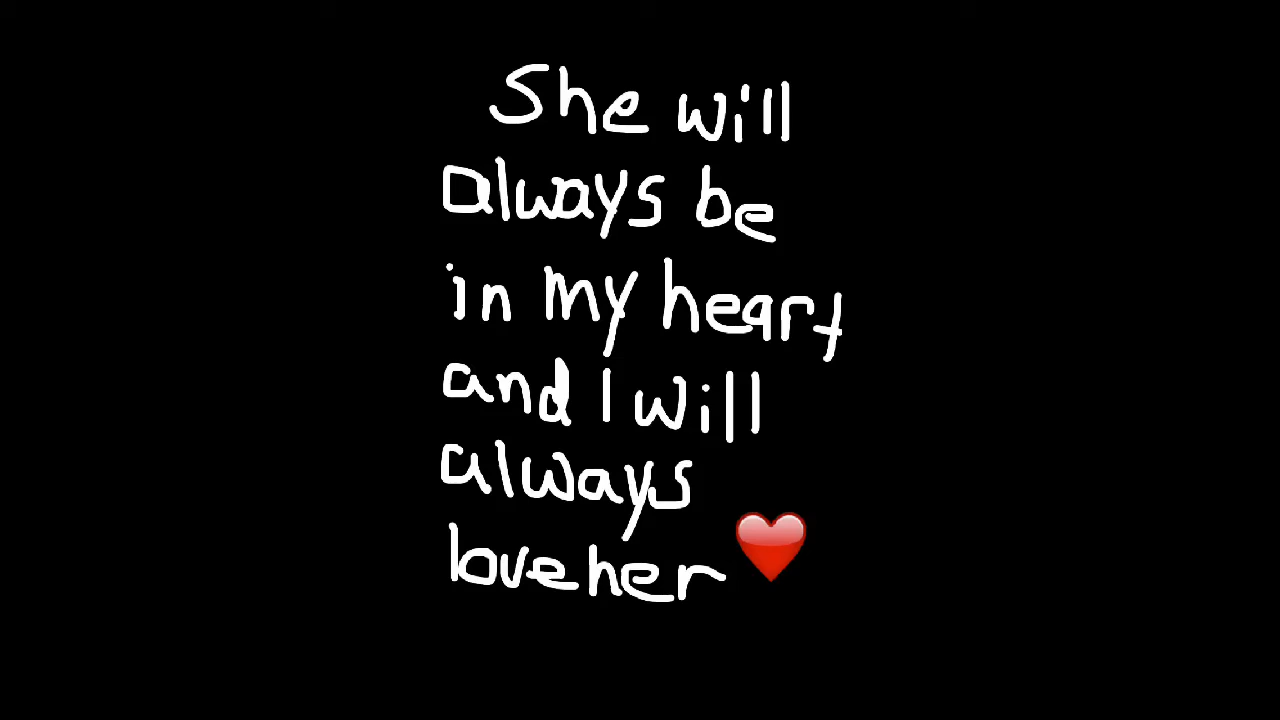 She will
always be
in my heart
and I will
always
love her ❤️